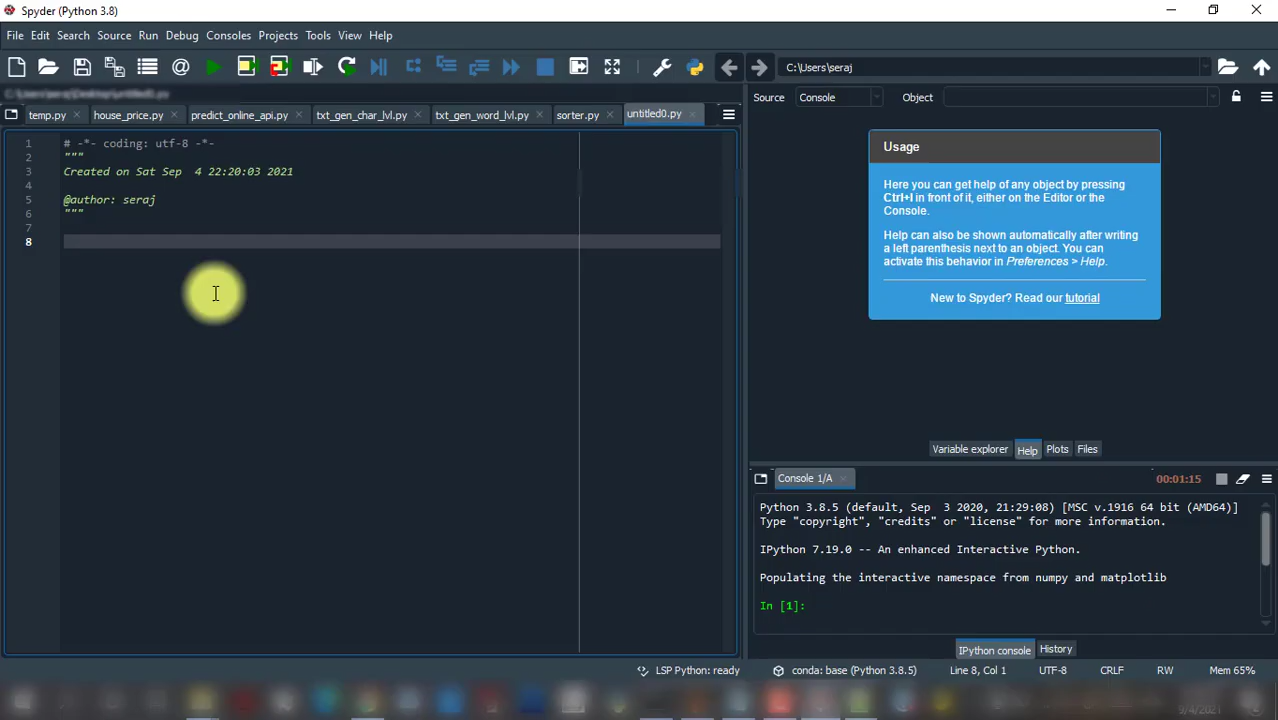 Spyder (Python 3.8)
File Edit Search Source Run Debug Consoles Projects Tools View Help
C:\Users\seraj
temp.py house_price.py predict_online_api.py txt_gen_char_lvl.py txt_gen_word_lvl.py sorter.py untitled0.py
Source Console Object
1 # -*- coding: utf-8 -*-
2 """
3 Created on Sat Sep  4 22:20:03 2021
4
5 @author: seraj
6 """
7
8
Usage
Here you can get help of any object by pressing
Ctrl+I in front of it, either on the Editor or the
Console.
Help can also be shown automatically after writing
a left parenthesis next to an object. You can
activate this behavior in Preferences > Help.
New to Spyder? Read our tutorial
Variable explorer Help Plots Files
Console 1/A 00:01:15
Python 3.8.5 (default, Sep  3 2020, 21:29:08) [MSC v.1916 64 bit (AMD64)]
Type "copyright", "credits" or "license" for more information.
IPython 7.19.0 -- An enhanced Interactive Python.
Populating the interactive namespace from numpy and matplotlib
In [1]:
IPython console History
LSP Python: ready conda: base (Python 3.8.5) Line 8, Col 1 UTF-8 CRLF RW Mem 65%
9/4/2021